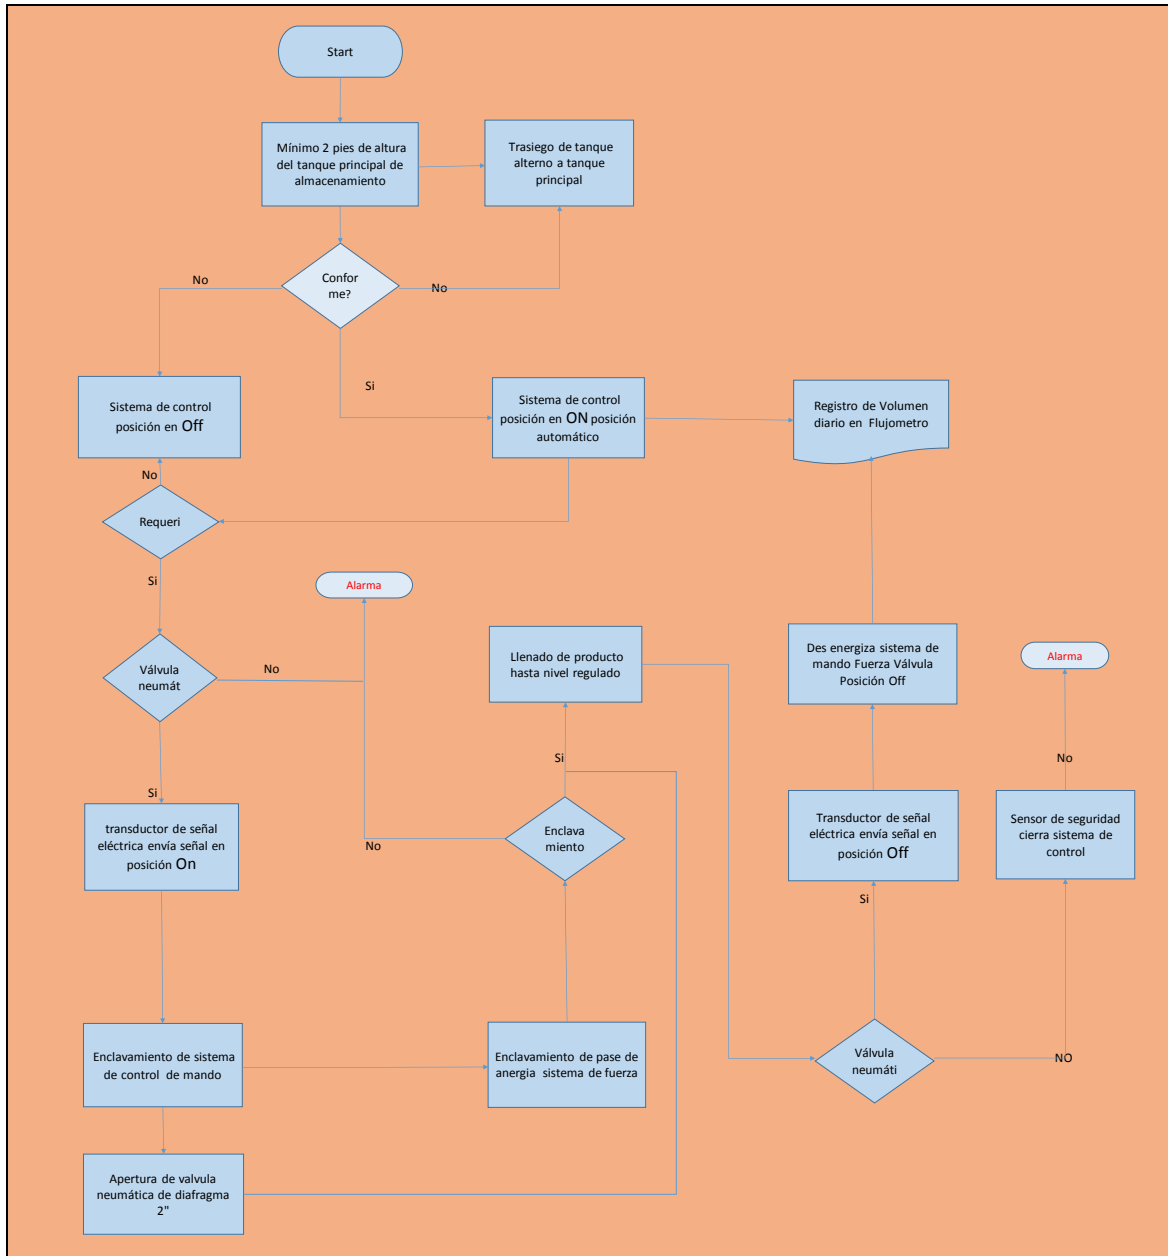 Start
Mínimo 2 pies de altura
del tanque principal de
almacenamiento
Trasiego de tanque
alterno a tanque
principal
Confor
me?
No
No
Si
Sistema de control
posición en Off
Sistema de control
posición en ON posición
automático
Registro de Volumen
diario en Flujometro
No
Requeri
Si
Alarma
Válvula
neumát
No
Llenado de producto
hasta nivel regulado
Des energiza sistema de
mando Fuerza Válvula
Posición Off
Alarma
Si
No
Si
transductor de señal
eléctrica envía señal en
posición On
Enclava
miento
No
Transductor de señal
eléctrica envía señal en
posición Off
Sensor de seguridad
cierra sistema de
control
Si
Enclavamiento de sistema
de control de mando
Enclavamiento de pase de
anergia sistema de fuerza
Válvula
neumáti
NO
Apertura de valvula
neumática de diafragma
2"